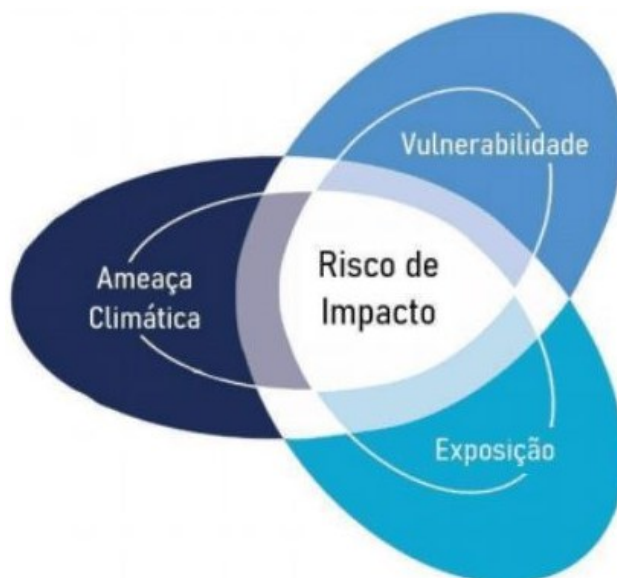 Vulnerabilidade
Ameaça
Climática
Risco de
Impacto
Exposição